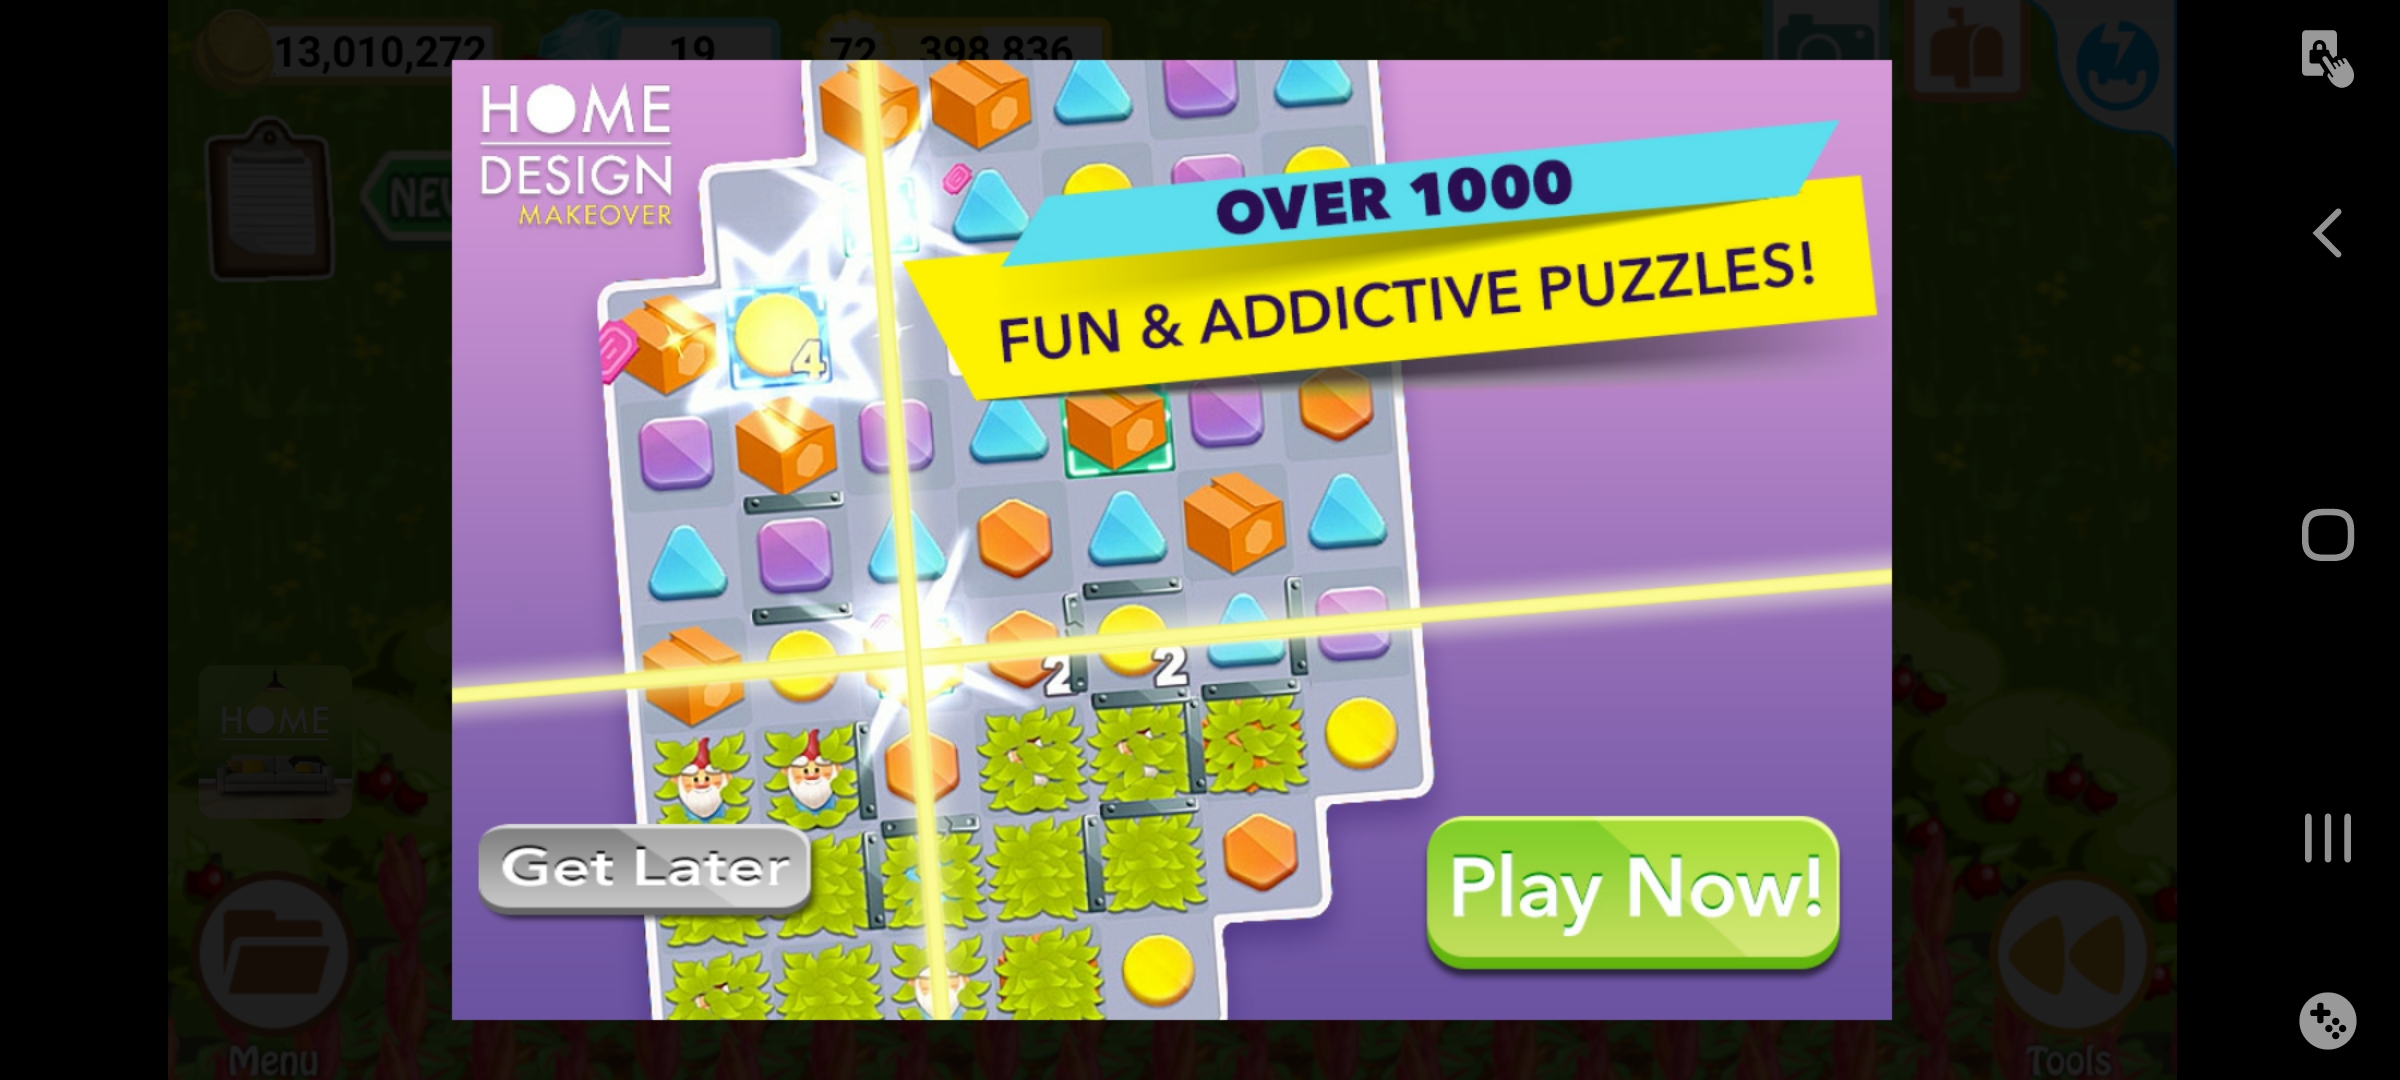 13,010,272
19
72
398,836
HOME
DESIGN
MAKEOVER
NEW
OVER 1000
FUN & ADDICTIVE PUZZLES!
4
2
2
HOME
Get Later
Play Now!
Menu
Tools